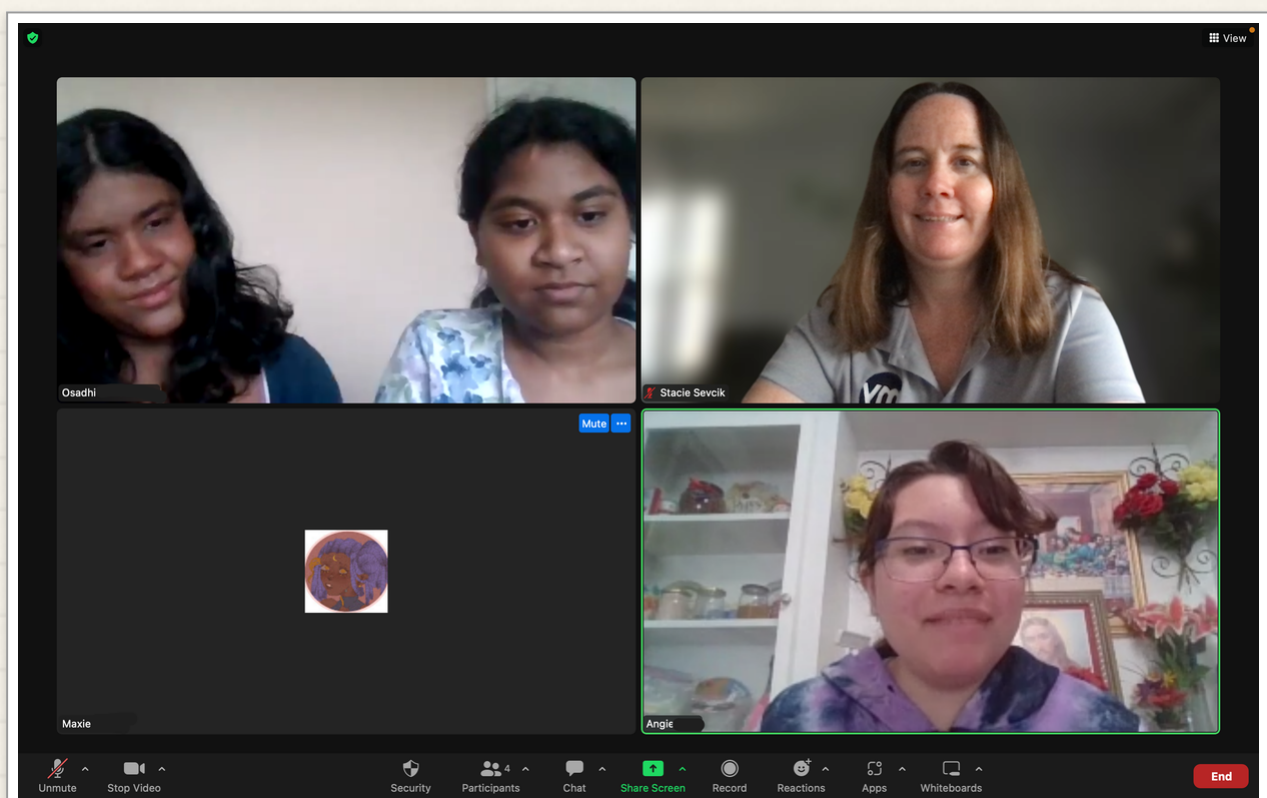 View
Osadhi
Stacie Sevcik
Mute
Maxie
Angie
Unmute
Stop Video
Security
Participants
4
Chat
Share Screen
Record
Reactions
Apps
Whiteboards
End